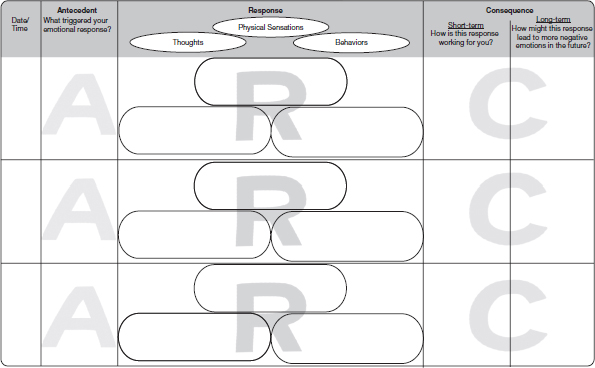 Date/
Time
Antecedent
What triggered your
emotional response?
Response
Physical Sensations
Thoughts
Behaviors
Consequence
Short-term
How is this response
working for you?
Long-term
How might this response
lead to more negative
emotions in the future?
A R C
A R C
A R C